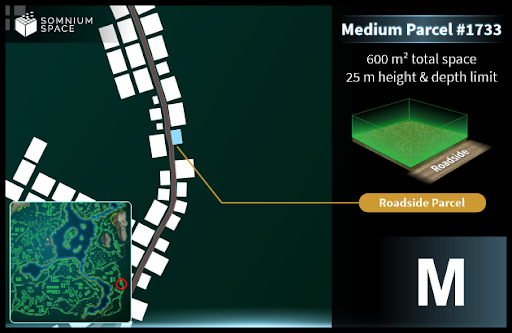 SOMNIUM
SPACE
Medium Parcel #1733
600 m² total space
25 m height & depth limit
Roadside
Roadside Parcel
M